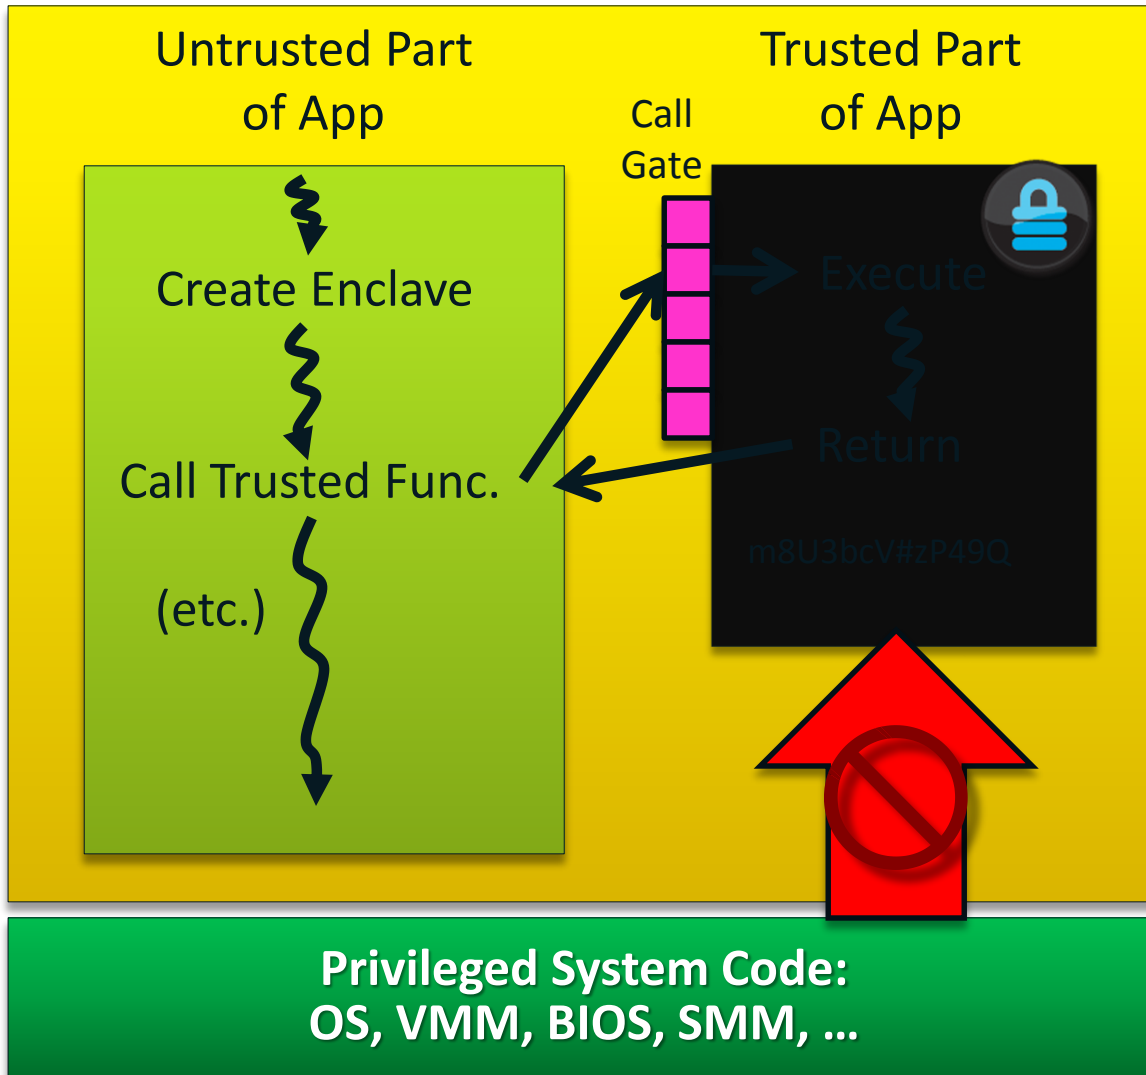 Untrusted Part
of App
Trusted Part
of App
Call
Gate
Create Enclave
Call Trusted Func.
(etc.)
Execute
Return
m8U3bcV#zP49Q
Privileged System Code:
OS, VMM, BIOS, SMM, ...